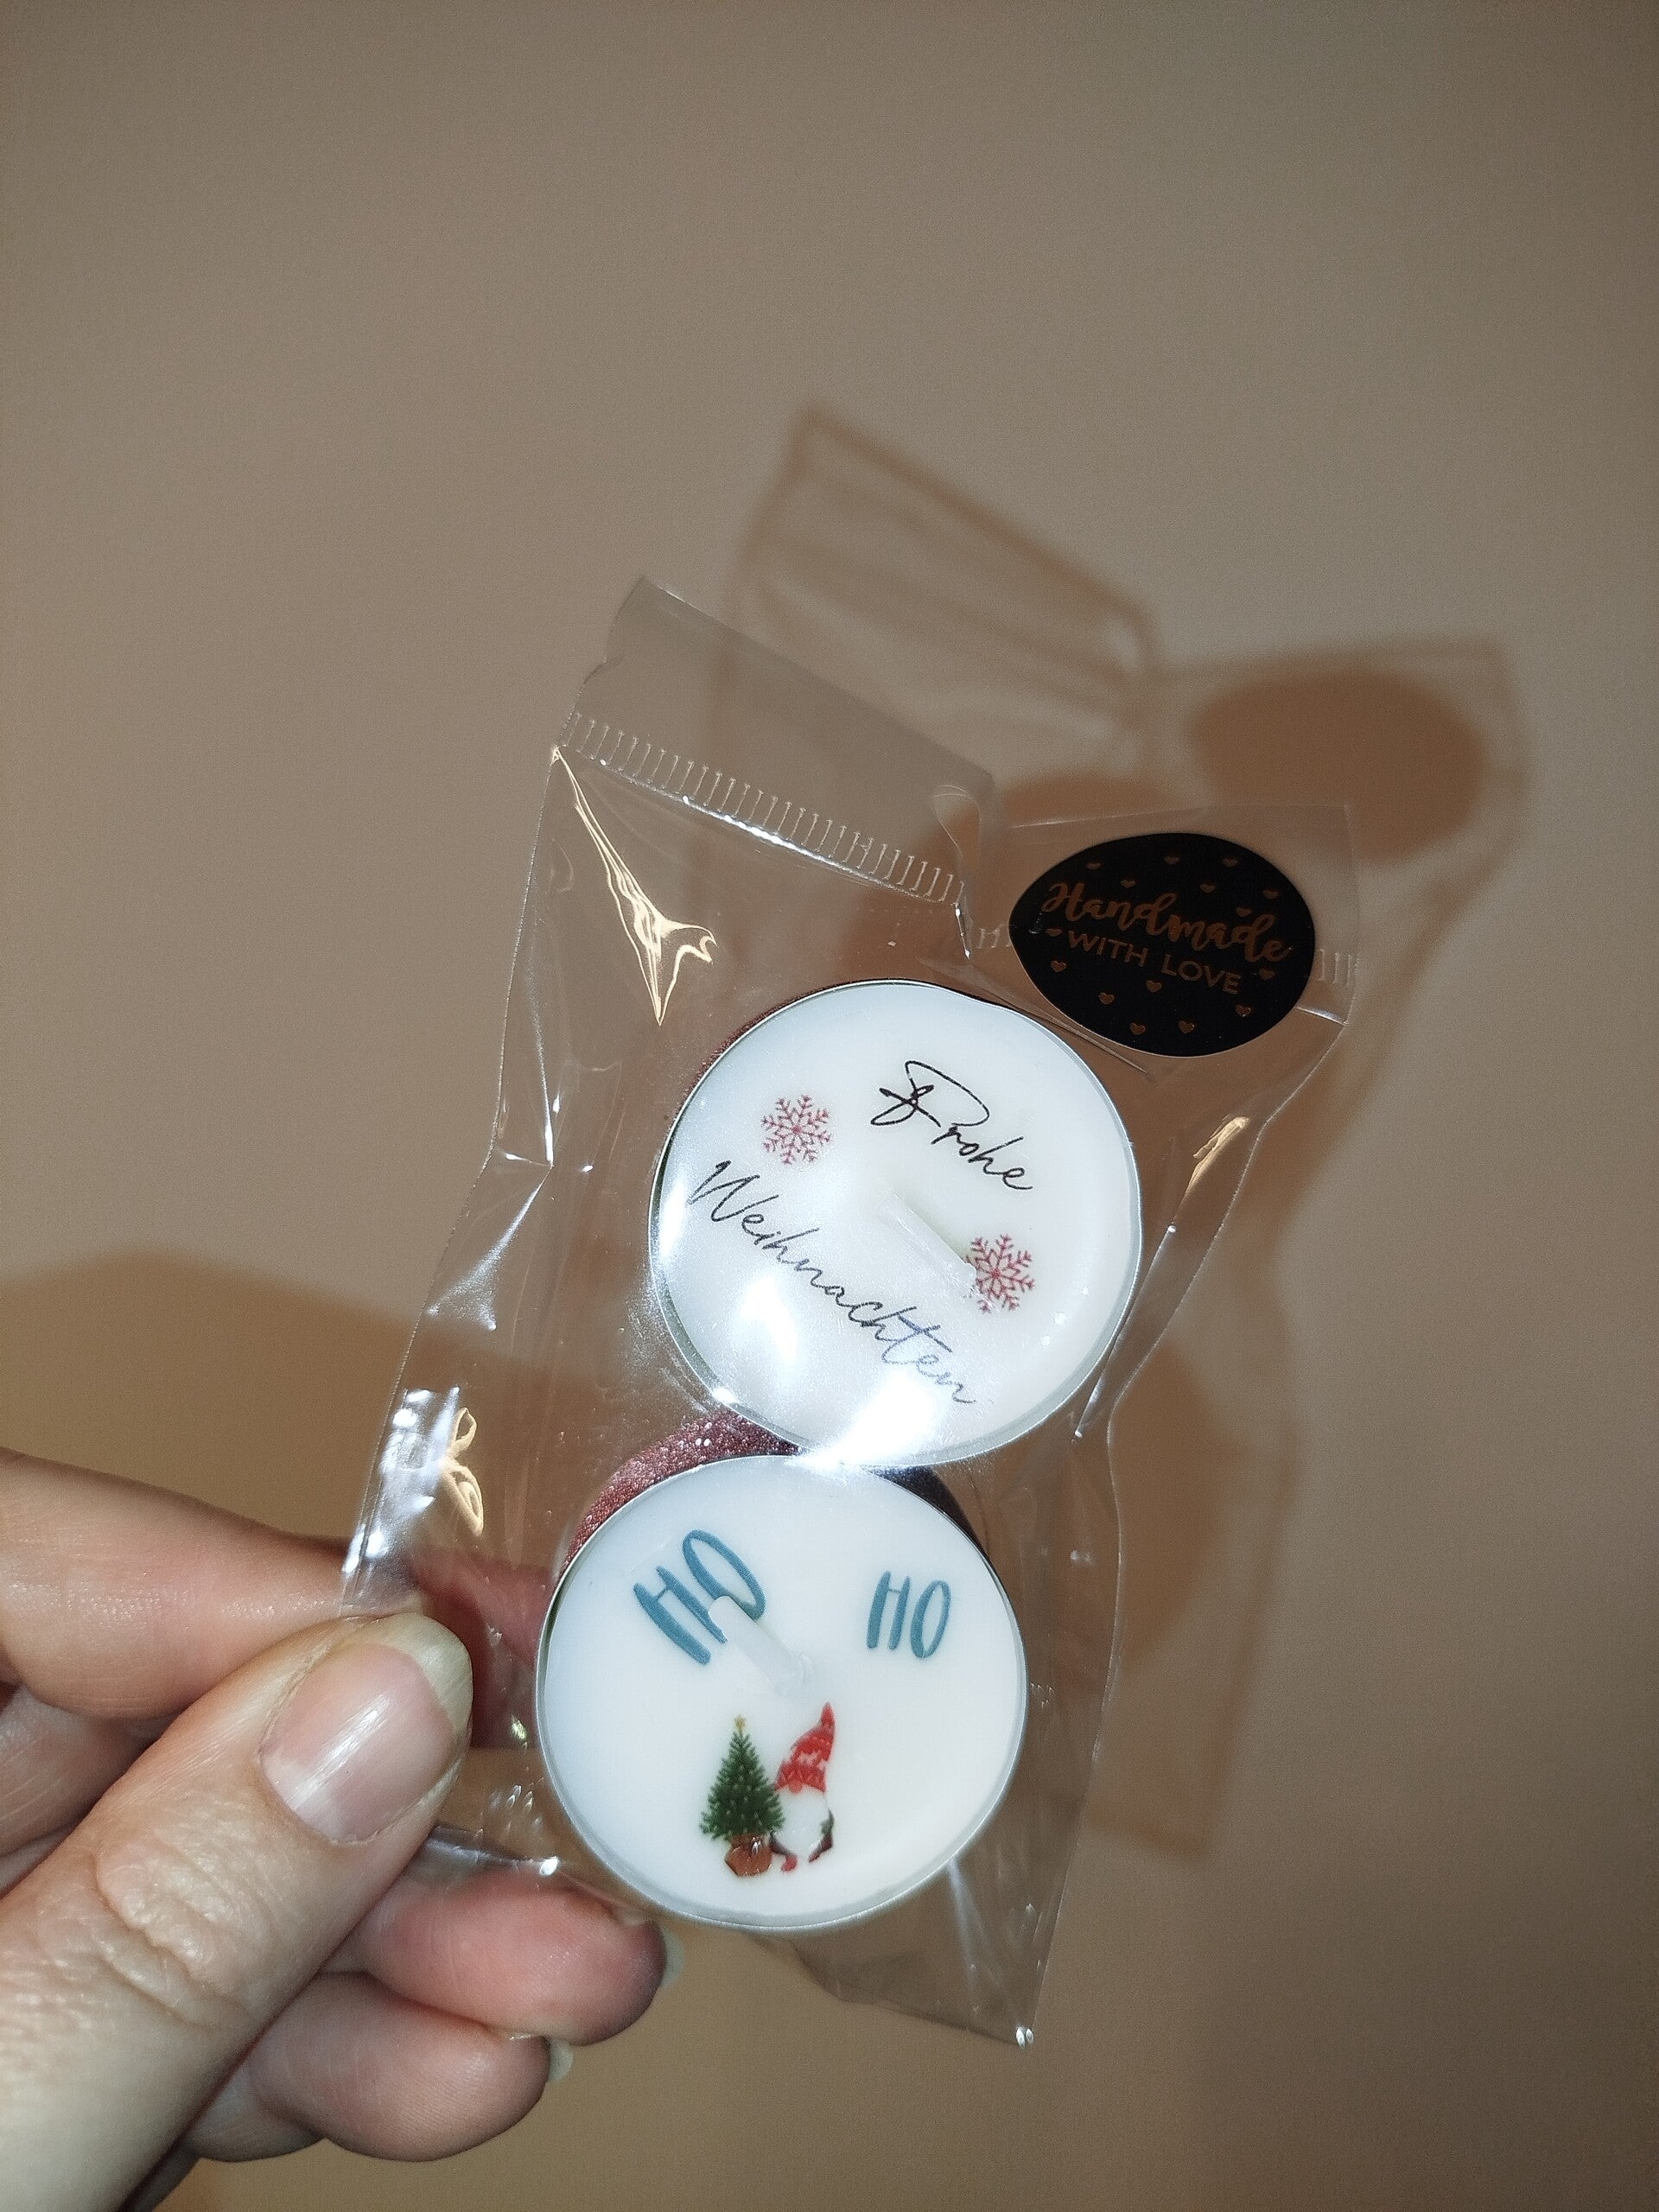 Handmade
WITH LOVE
Frohe
Weihnachten
HO
HO